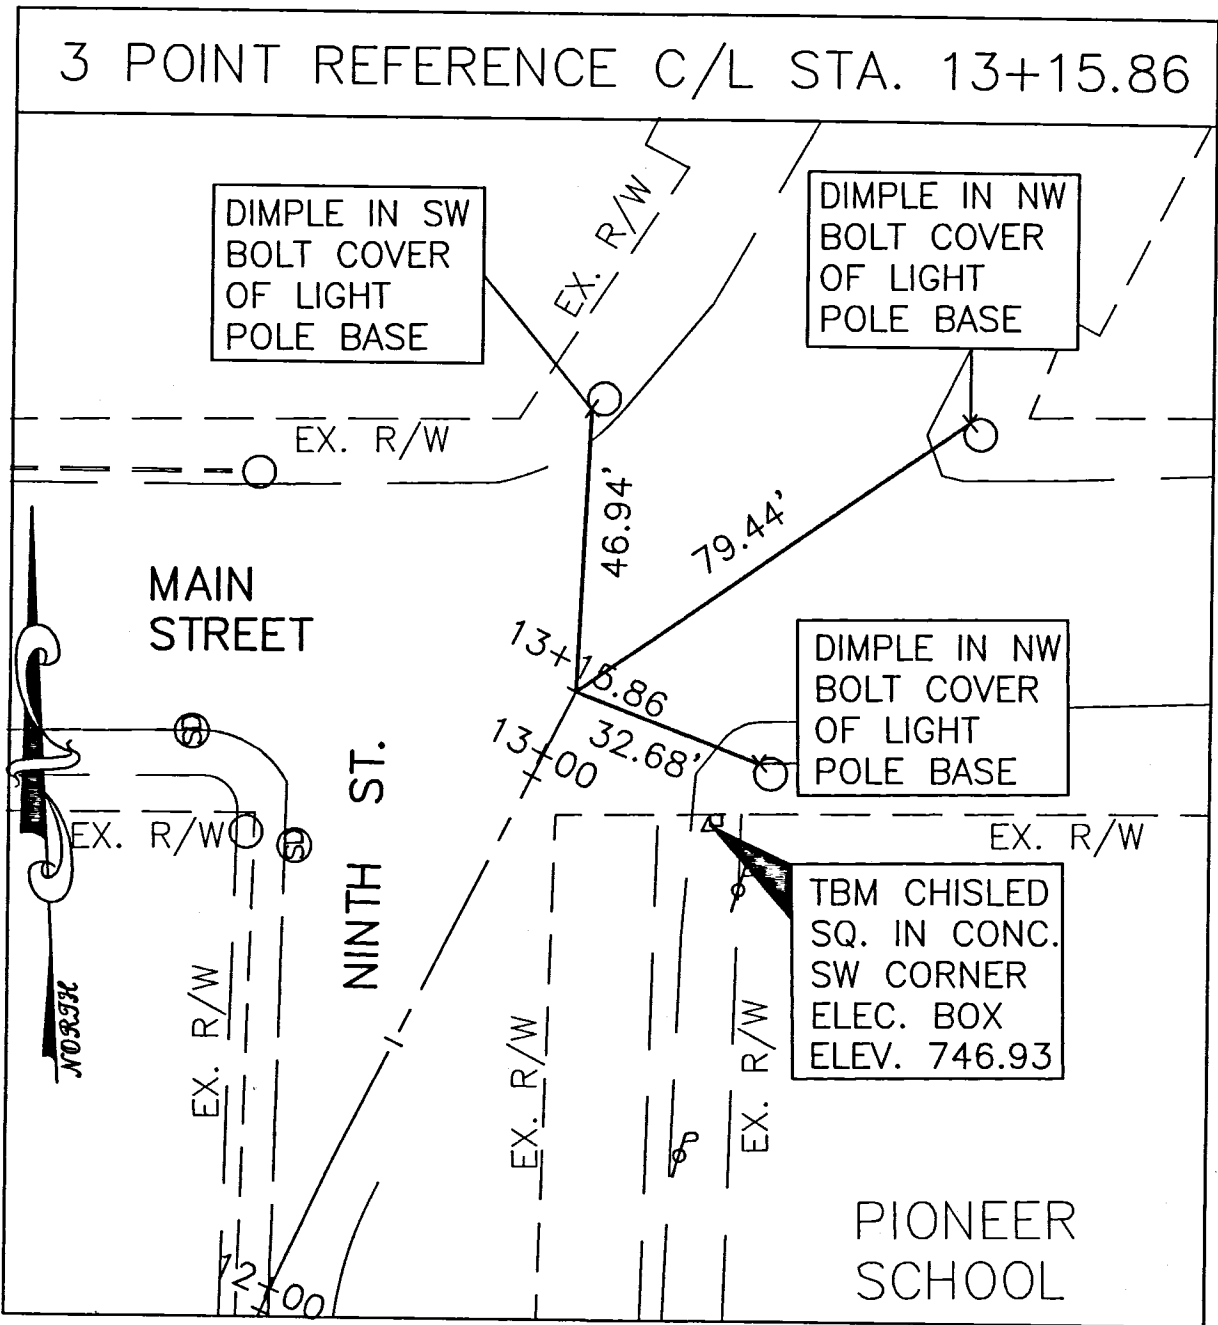 3 POINT REFERENCE C/L STA. 13+15.86
DIMPLE IN SW
BOLT COVER
OF LIGHT
POLE BASE
EX. R/W
DIMPLE IN NW
BOLT COVER
OF LIGHT
POLE BASE
EX. R/W
46.94'
79.44'
MAIN
STREET
13+15.86
32.68'
13+00
DIMPLE IN NW
BOLT COVER
OF LIGHT
POLE BASE
SD
SD
EX. R/W
NINTH ST.
EX. R/W
TBM CHISLED
SQ. IN CONC.
SW CORNER
ELEC. BOX
ELEV. 746.93
NORTH
EX. R/W
EX. R/W
EX. R/W
PIONEER
SCHOOL
12+00